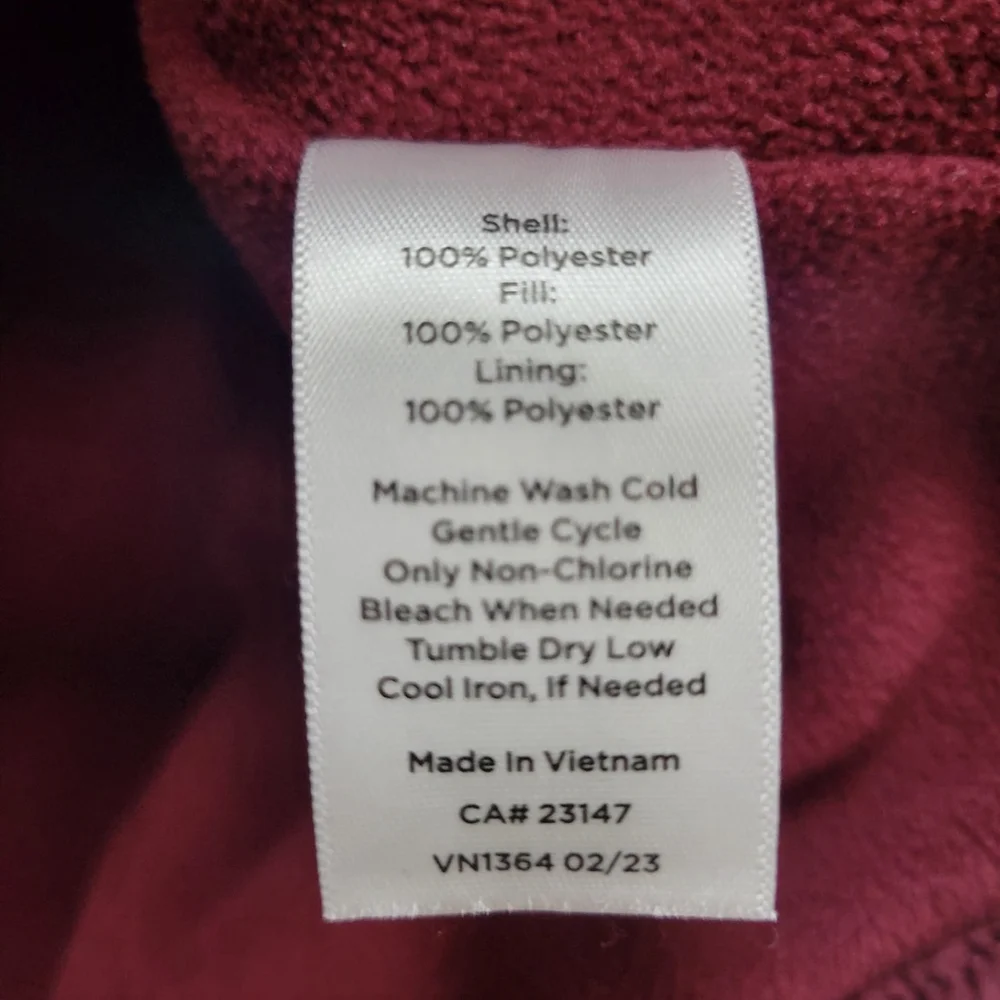 Shell:
100% Polyester
Fill:
100% Polyester
Lining:
100% Polyester
Machine Wash Cold
Gentle Cycle
Only Non-Chlorine
Bleach When Needed
Tumble Dry Low
Cool Iron, If Needed
Made In Vietnam
CA# 23147
VN1364 02/23